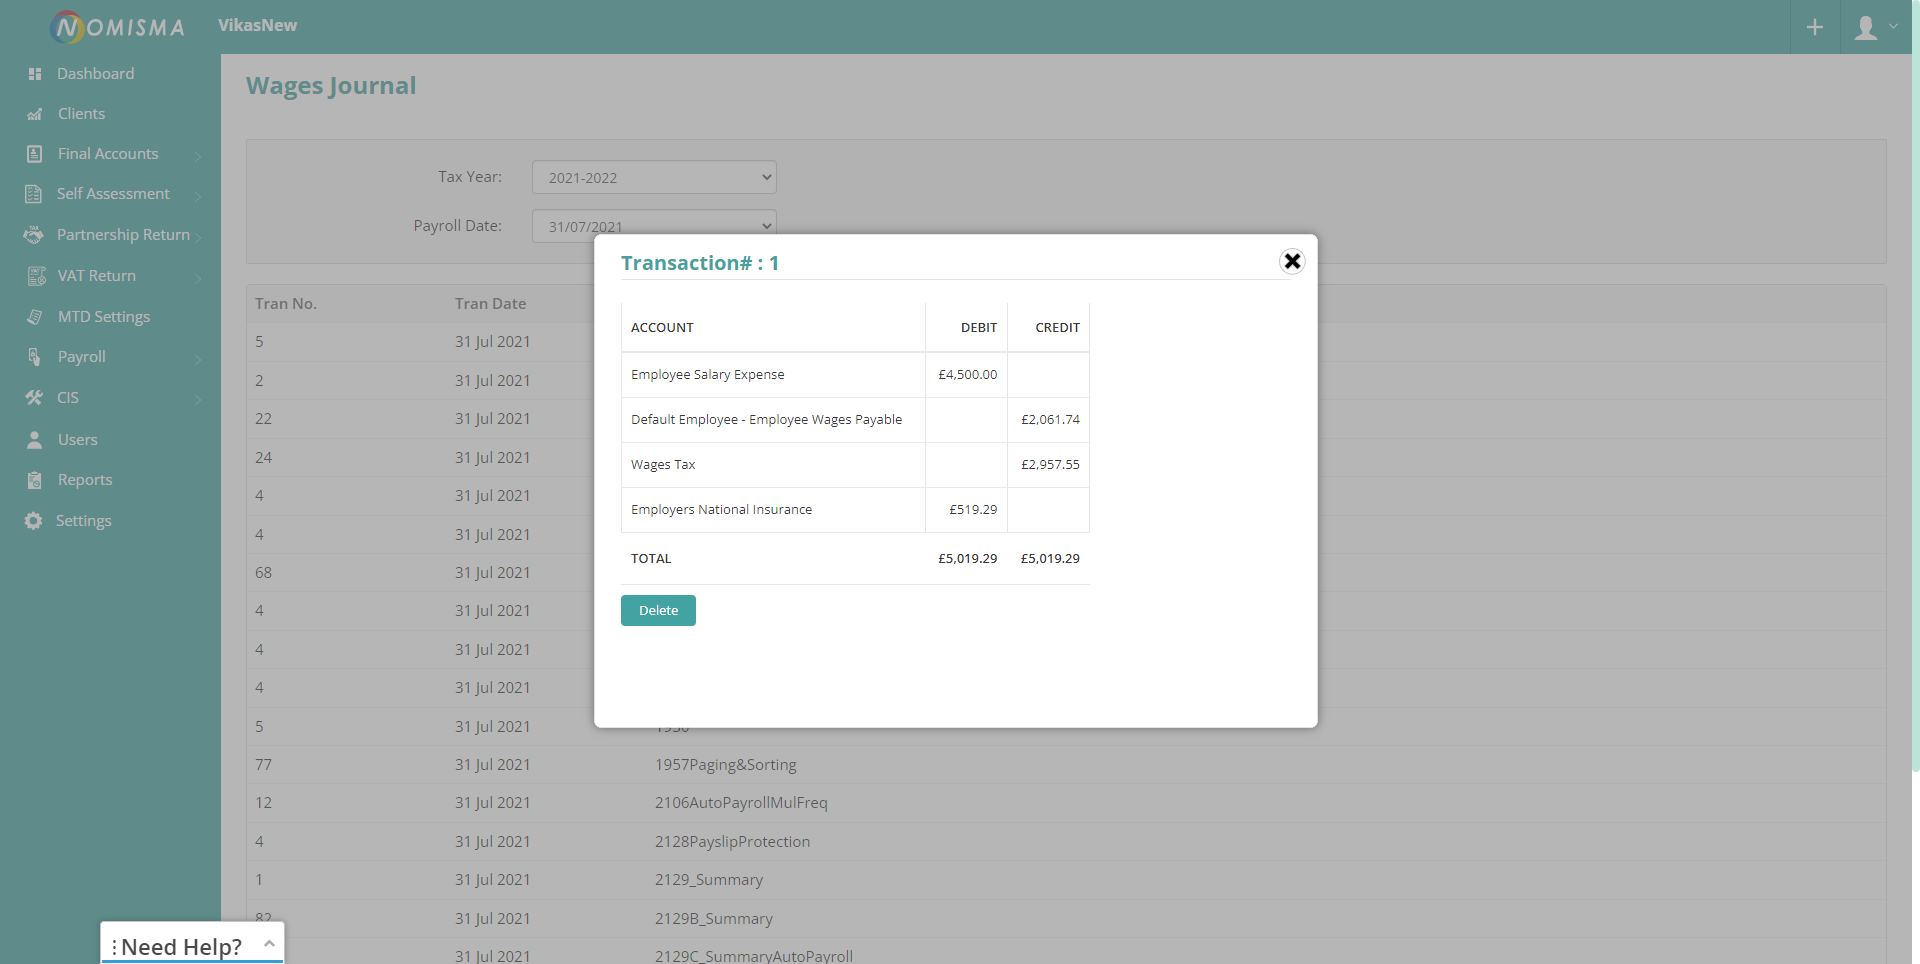 NOMISMA VikasNew
Dashboard
Clients
Final Accounts
Self Assessment
Partnership Return
VAT Return
MTD Settings
Payroll
CIS
Users
Reports
Settings
Wages Journal
Tax Year: 2021-2022
Payroll Date: 31/07/2021
Tran No. Tran Date
5 31 Jul 2021
2 31 Jul 2021
22 31 Jul 2021
24 31 Jul 2021
4 31 Jul 2021
4 31 Jul 2021
68 31 Jul 2021
4 31 Jul 2021
4 31 Jul 2021
4 31 Jul 2021
5 31 Jul 2021
77 31 Jul 2021 1957Paging&Sorting
12 31 Jul 2021 2106AutoPayrollMulFreq
4 31 Jul 2021 2128PayslipProtection
1 31 Jul 2021 2129_Summary
82 31 Jul 2021 2129B_Summary
31 Jul 2021 2129C_SummaryAutoPayroll
Transaction# : 1
ACCOUNT DEBIT CREDIT
Employee Salary Expense £4,500.00
Default Employee - Employee Wages Payable £2,061.74
Wages Tax £2,957.55
Employers National Insurance £519.29
TOTAL £5,019.29 £5,019.29
Delete
Need Help?